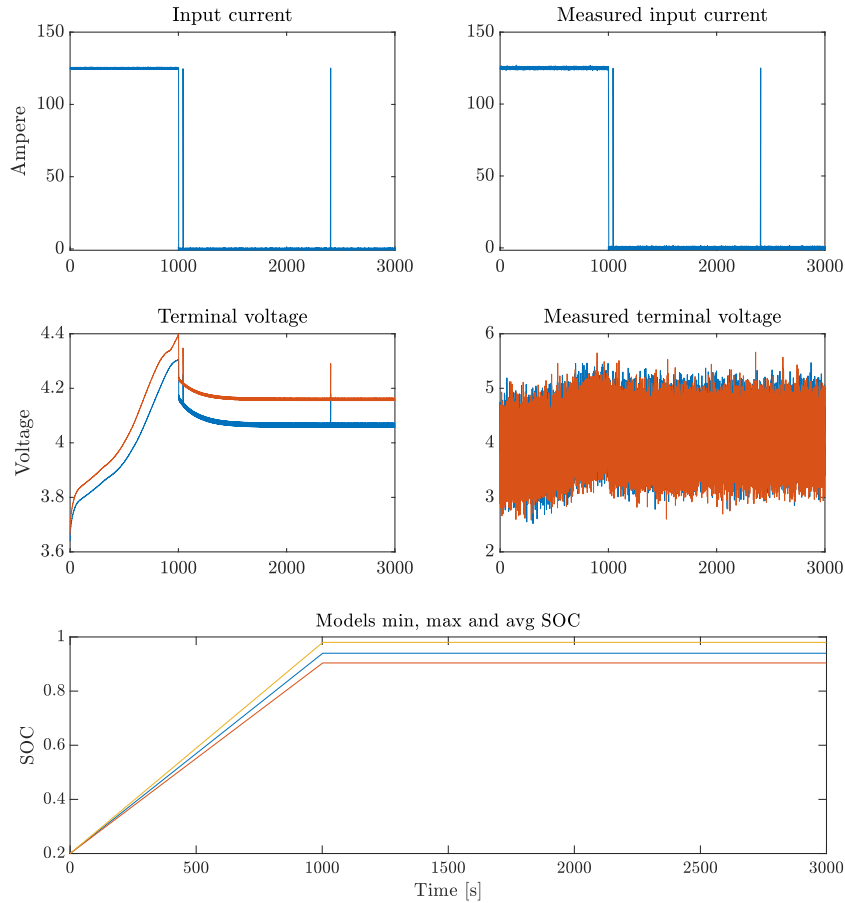 Input current
Measured input current
150
100
50
0
Ampere
0 1000 2000 3000
150
100
50
0
0 1000 2000 3000
Terminal voltage
Measured terminal voltage
4.4
4.2
4
3.8
3.6
Voltage
0 1000 2000 3000
6
5
4
3
2
0 1000 2000 3000
Models min, max and avg SOC
1
0.8
0.6
0.4
0.2
SOC
0 500 1000 1500 2000 2500 3000
Time [s]